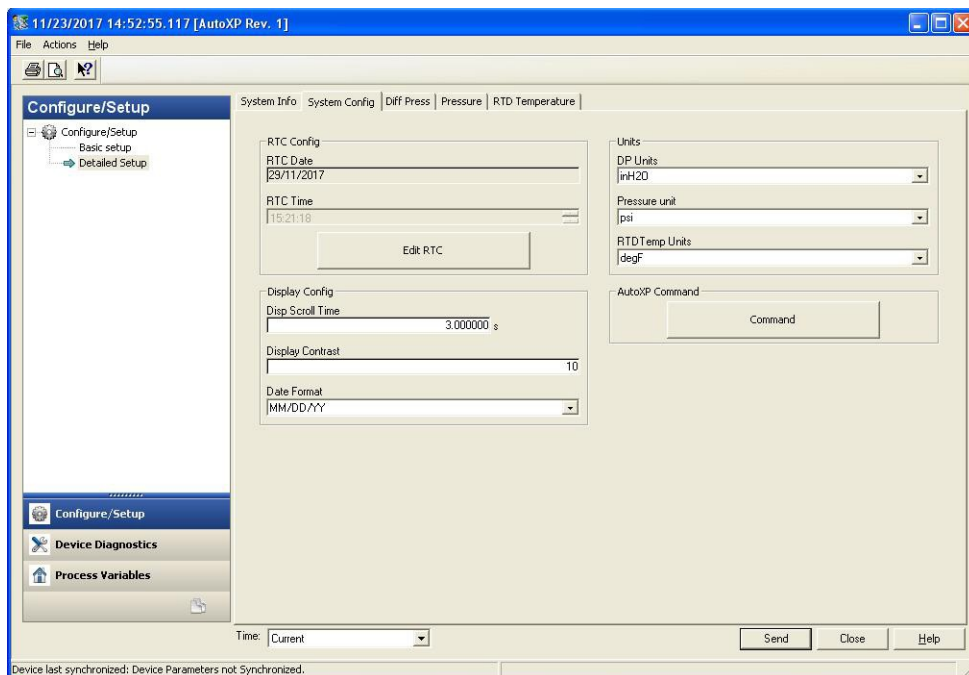 11/23/2017 14:52:55.117 [AutoXP Rev. 1]
File Actions Help
Configure/Setup
Configure/Setup
Basic setup
Detailed Setup
Configure/Setup
Device Diagnostics
Process Variables
System Info System Config Diff Press Pressure RTD Temperature
RTC Config
RTC Date
29/11/2017
RTC Time
15:21:18
Edit RTC
Display Config
Disp Scroll Time
3.000000 s
Display Contrast
10
Date Format
MM/DD/YY
Units
DP Units
inH2O
Pressure unit
psi
RTDTemp Units
degF
AutoXP Command
Command
Time: Current
Send Close Help
Device last synchronized: Device Parameters not Synchronized.